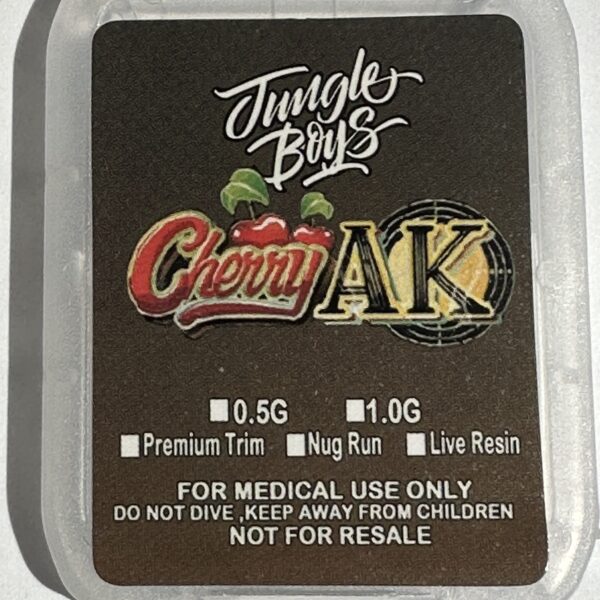 Jungle
Boys
Cherry AK
0.5G 1.0G
Premium Trim Nug Run Live Resin
FOR MEDICAL USE ONLY
DO NOT DIVE ,KEEP AWAY FROM CHILDREN
NOT FOR RESALE